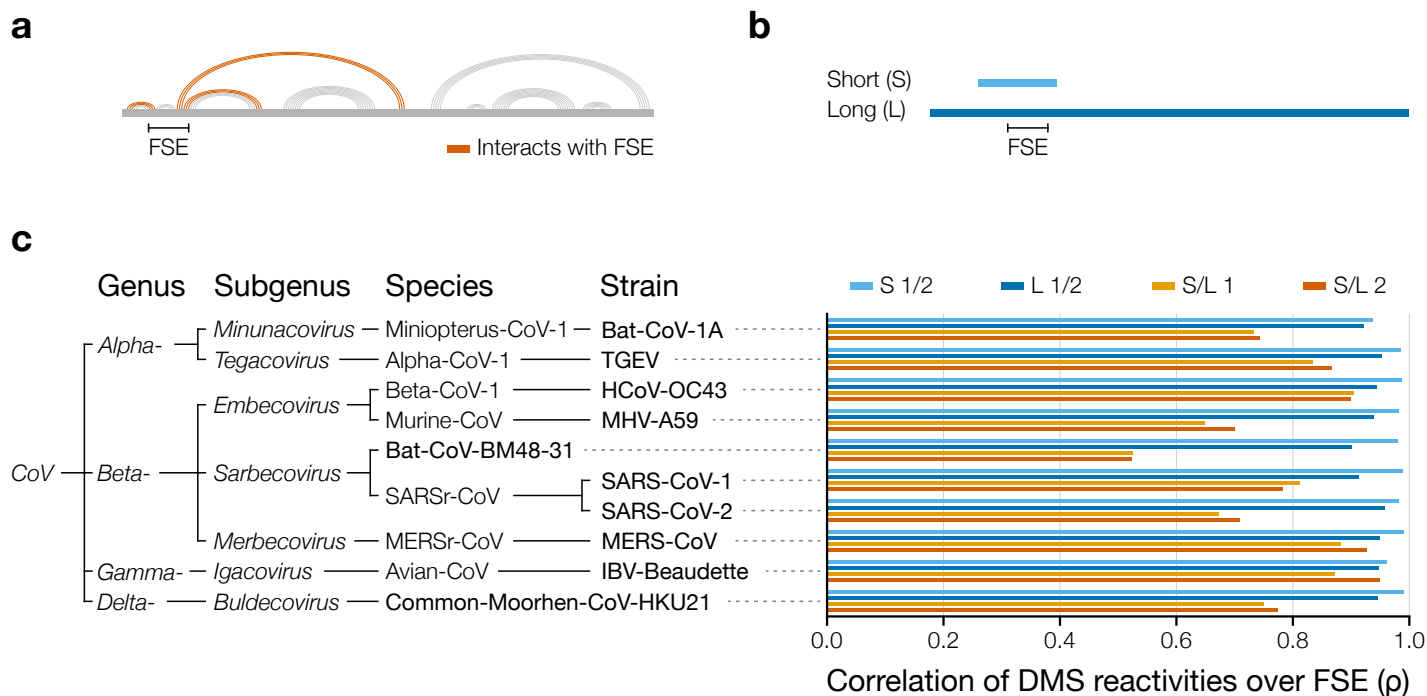 a
FSE
Interacts with FSE
b
Short (S)
Long (L)
FSE
c
Genus Subgenus Species Strain
S 1/2 L 1/2 S/L 1 S/L 2
CoV
Alpha-
Minunacovirus Miniopterus-CoV-1 Bat-CoV-1A
Tegacovirus Alpha-CoV-1 TGEV
Beta-
Embecovirus
Beta-CoV-1 HCoV-OC43
Murine-CoV MHV-A59
Sarbecovirus
Bat-CoV-BM48-31
SARSr-CoV
SARS-CoV-1
SARS-CoV-2
Merbecovirus MERSr-CoV MERS-CoV
Gamma- Igacovirus Avian-CoV IBV-Beaudette
Delta- Buldecovirus Common-Moorhen-CoV-HKU21
0.0 0.2 0.4 0.6 0.8 1.0
Correlation of DMS reactivities over FSE (ρ)